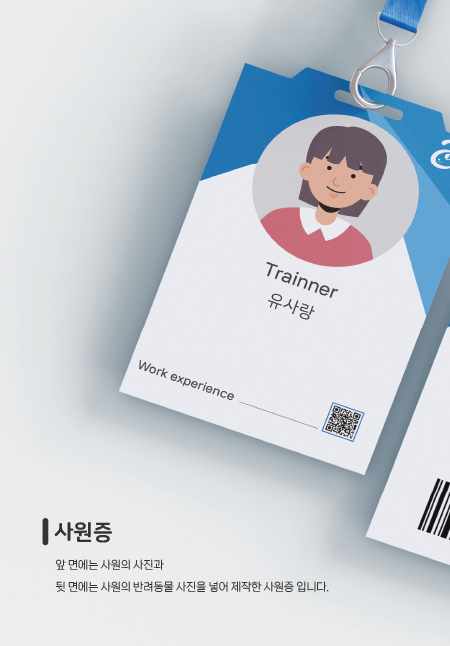 Trainner
유사랑
Work experience
사원증
앞 면에는 사원의 사진과
뒷 면에는 사원의 반려동물 사진을 넣어 제작한 사원증 입니다.